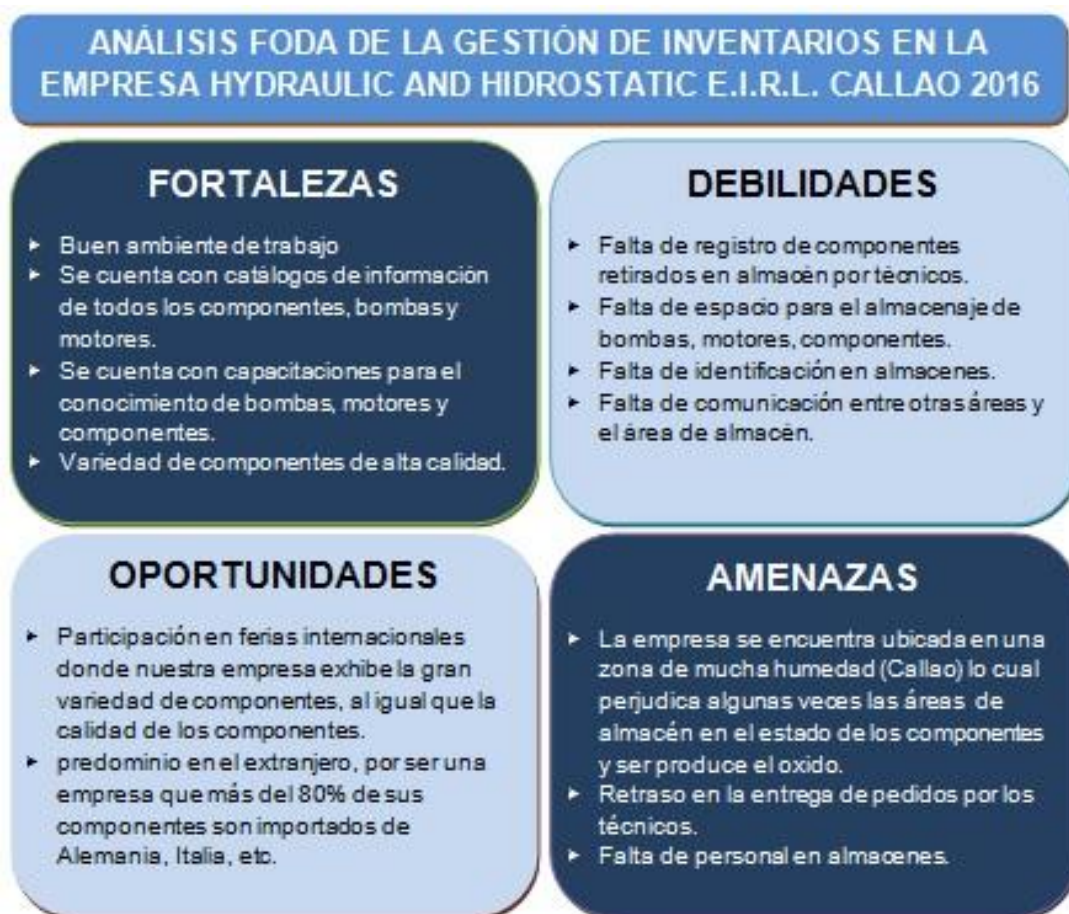 ANÁLISIS FODA DE LA GESTIÓN DE INVENTARIOS EN LA
EMPRESA HYDRAULIC AND HIDROSTATIC E.I.R.L. CALLAO 2016
FORTALEZAS
► Buen ambiente de trabajo
► Se cuenta con catálogos de información
de todos los componentes, bombas y
motores.
► Se cuenta con capacitaciones para el
conocimiento de bombas, motores y
componentes.
► Variedad de componentes de alta calidad.
DEBILIDADES
► Falta de registro de componentes
retirados en almacén por técnicos.
► Falta de espacio para el almacenaje de
bombas, motores, componentes.
► Falta de identificación en almacenes.
► Falta de comunicación entre otras áreas y
el área de almacén.
OPORTUNIDADES
► Participación en ferias internacionales
donde nuestra empresa exhibe la gran
variedad de componentes, al igual que la
calidad de los componentes.
► predominio en el extranjero, por ser una
empresa que más del 80% de sus
componentes son importados de
Alemania, Italia, etc.
AMENAZAS
► La empresa se encuentra ubicada en una
zona de mucha humedad (Callao) lo cual
perjudica algunas veces las áreas de
almacén en el estado de los componentes
y ser produce el oxido.
► Retraso en la entrega de pedidos por los
técnicos.
► Falta de personal en almacenes.